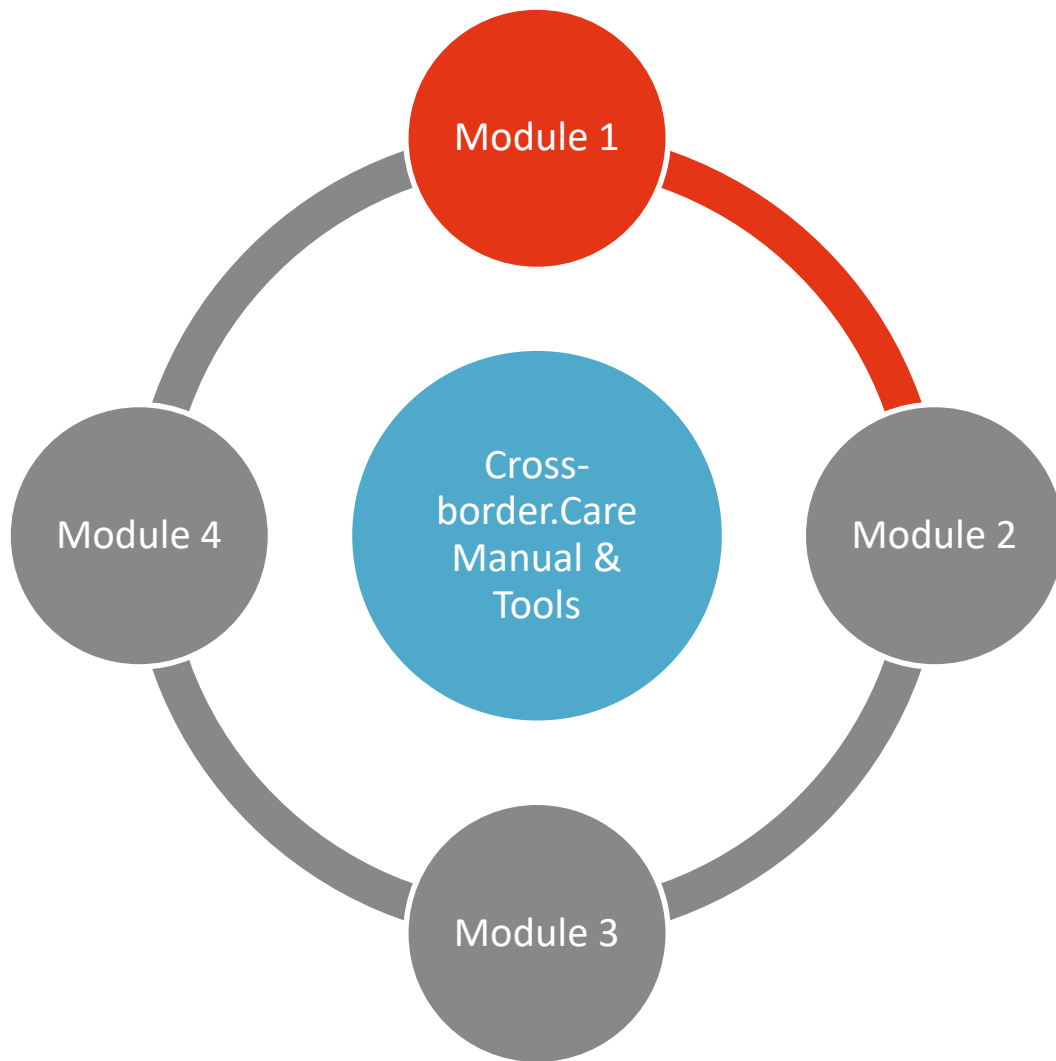 Module 1
Cross-
border.Care
Manual &
Tools
Module 4
Module 2
Module 3